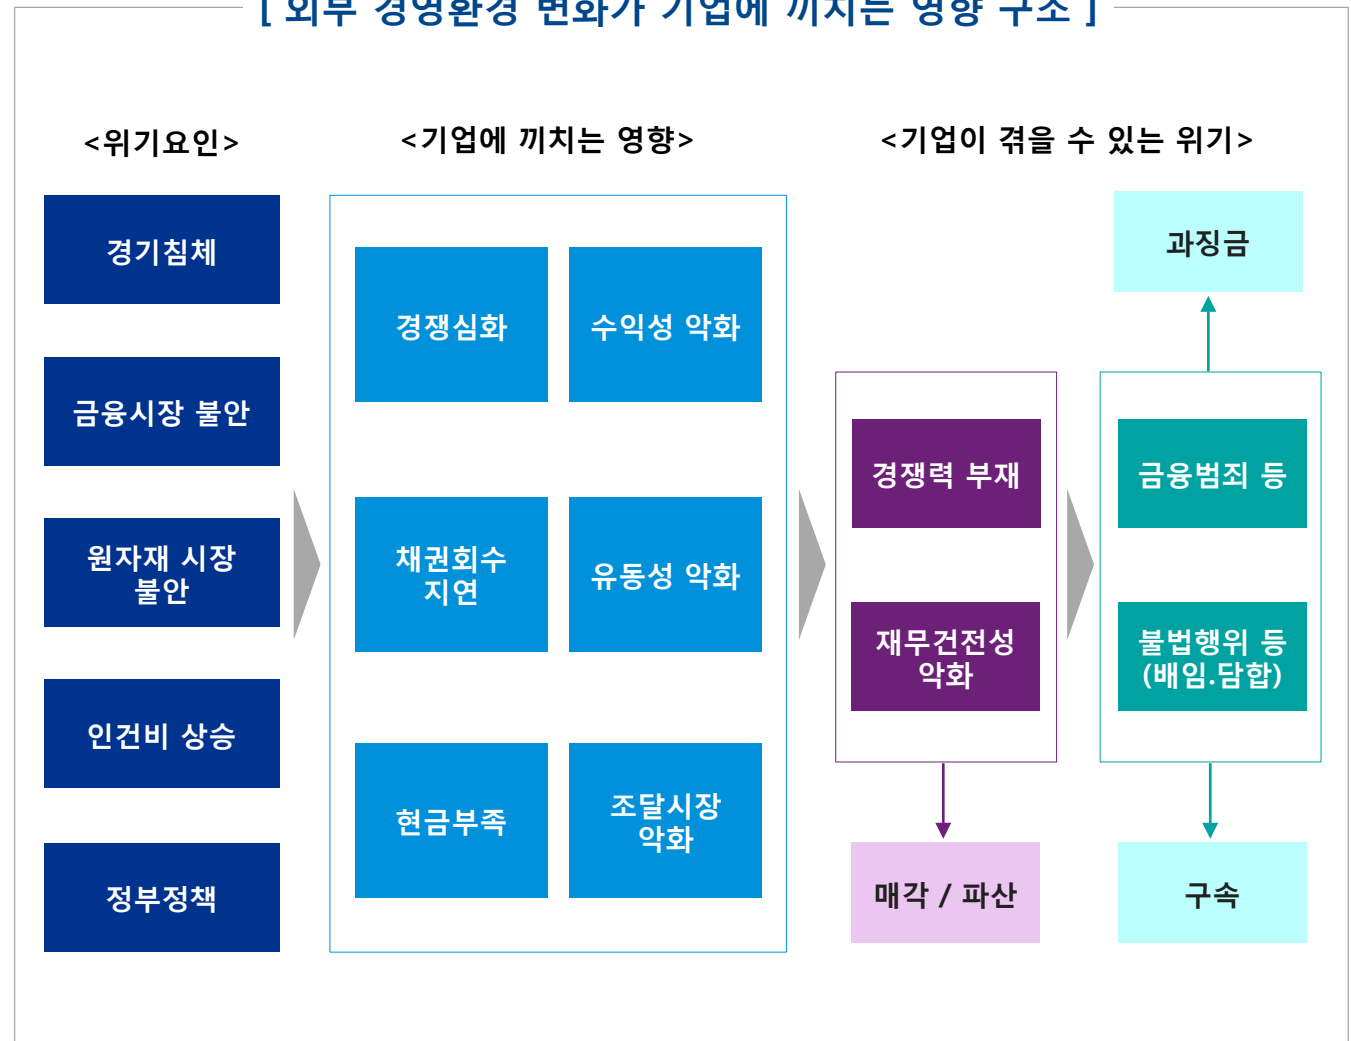 [ 외부 경영환경 변화가 기업에 끼치는 영향 구조 ]
<위기요인>
경기침체
금융시장 불안
원자재 시장
불안
인건비 상승
정부정책
<기업에 끼치는 영향>
경쟁심화
수익성 악화
채권회수
지연
유동성 악화
현금부족
조달시장
악화
<기업이 겪을 수 있는 위기>
경쟁력 부재
재무건전성
악화
매각 / 파산
과징금
금융범죄 등
불법행위 등
(배임.담합)
구속